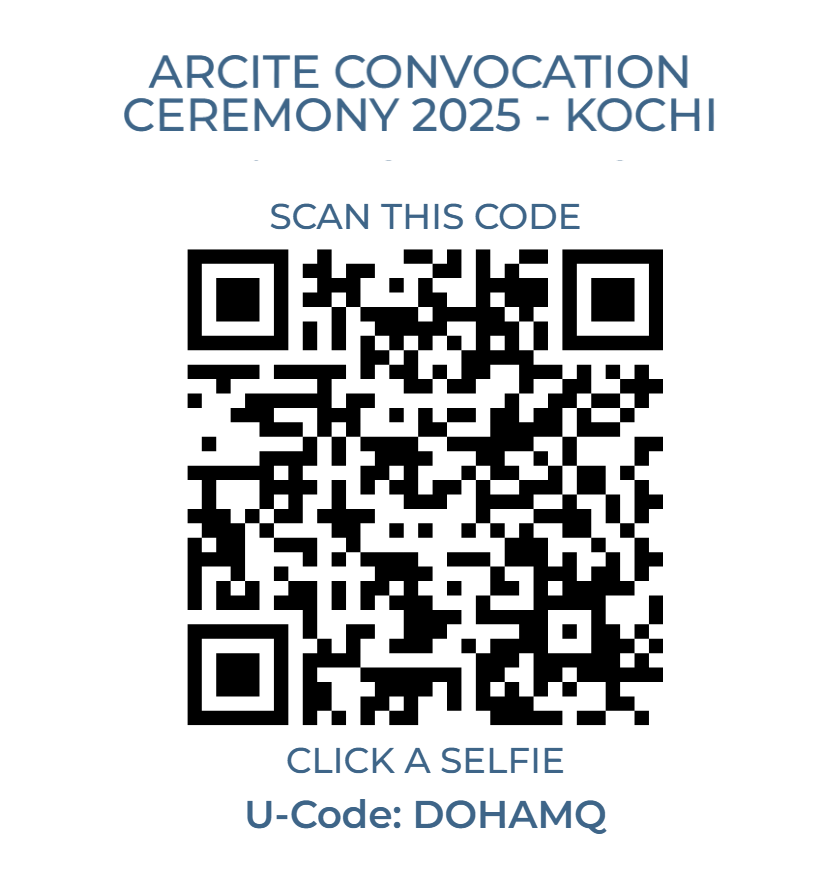 ARCITE CONVOCATION
CEREMONY 2025 - KOCHI
SCAN THIS CODE
CLICK A SELFIE
U-Code: DOHAMQ